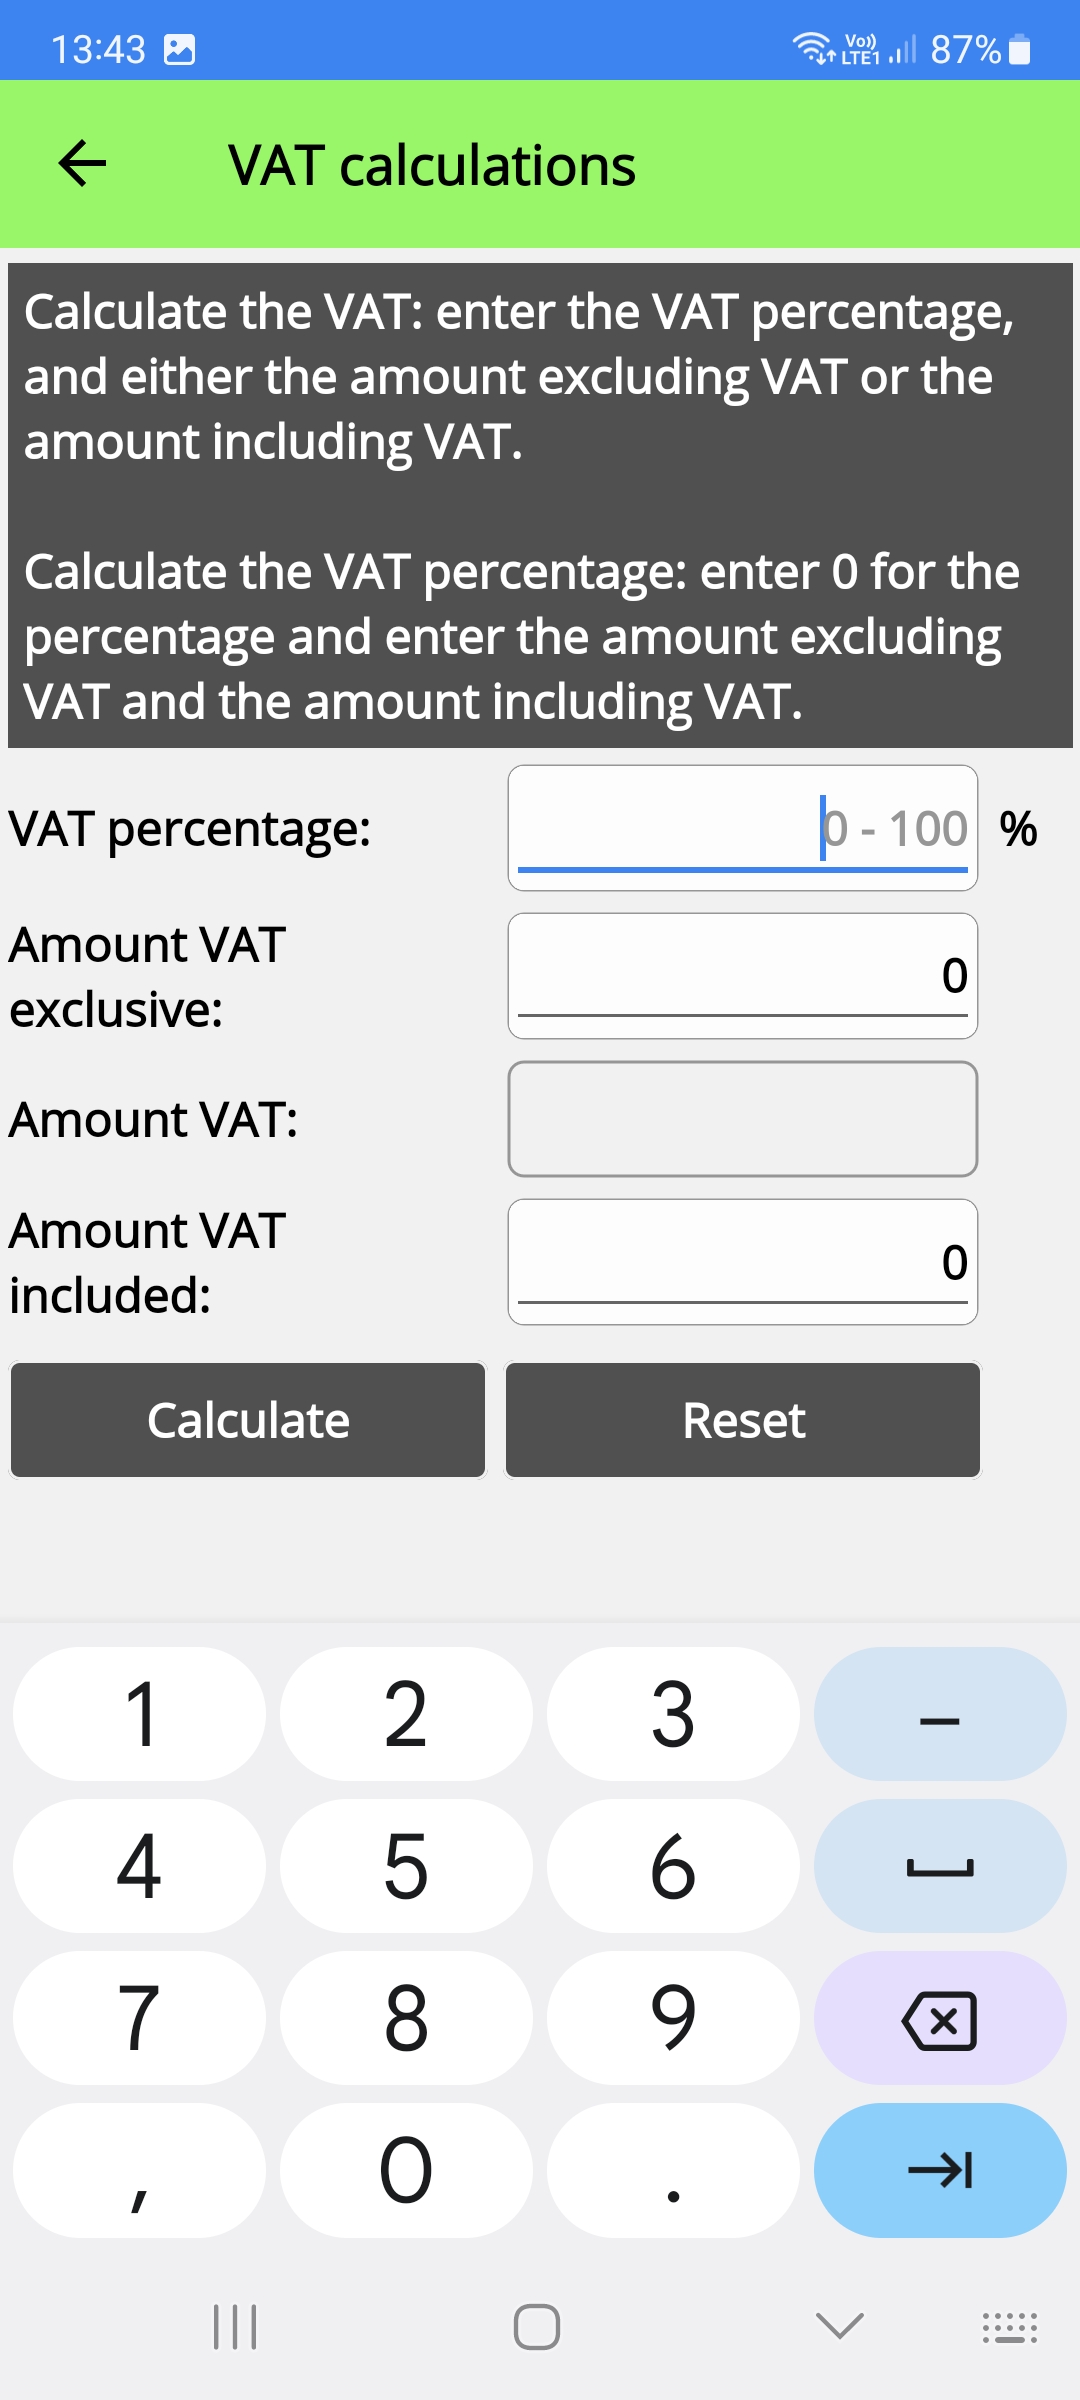 13:43
Vo)) LTE1 87%
VAT calculations
Calculate the VAT: enter the VAT percentage,
and either the amount excluding VAT or the
amount including VAT.
Calculate the VAT percentage: enter 0 for the
percentage and enter the amount excluding
VAT and the amount including VAT.
VAT percentage: 0 - 100 %
Amount VAT
exclusive: 0
Amount VAT:
Amount VAT
included: 0
Calculate Reset
1 2 3 –
4 5 6
7 8 9
, 0 .